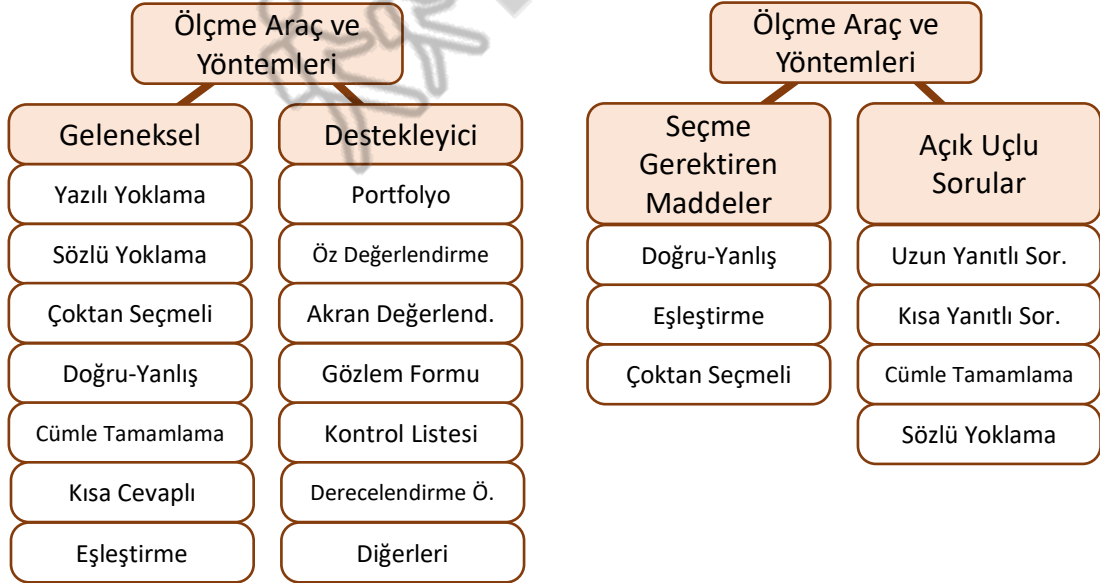 Ölçme Araç ve
Yöntemleri
Geleneksel
Yazılı Yoklama
Sözlü Yoklama
Çoktan Seçmeli
Doğru-Yanlış
Cümle Tamamlama
Kısa Cevaplı
Eşleştirme
Destekleyici
Portfolyo
Öz Değerlendirme
Akran Değerlend.
Gözlem Formu
Kontrol Listesi
Derecelendirme Ö.
Diğerleri
Ölçme Araç ve
Yöntemleri
Seçme
Gerektiren
Maddeler
Doğru-Yanlış
Eşleştirme
Çoktan Seçmeli
Açık Uçlu
Sorular
Uzun Yanıtlı Sor.
Kısa Yanıtlı Sor.
Cümle Tamamlama
Sözlü Yoklama